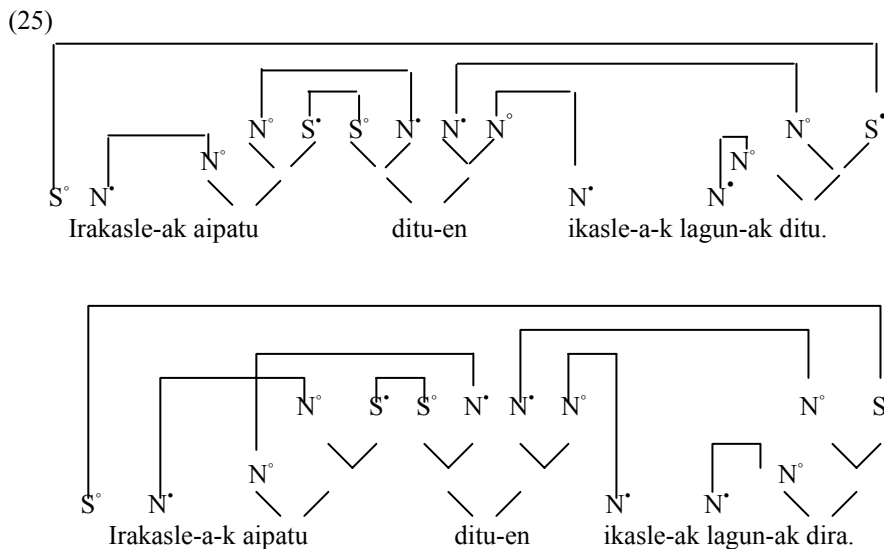 (25)
N° S• S° N• N• N° N° S•
N° N°
S° N• N• N•
Irakasle-ak aipatu ditu-en ikasle-a-k lagun-ak ditu.
N° S• S° N• N• N° N° S
N° N°
S° N• N• N•
Irakasle-a-k aipatu ditu-en ikasle-ak lagun-ak dira.